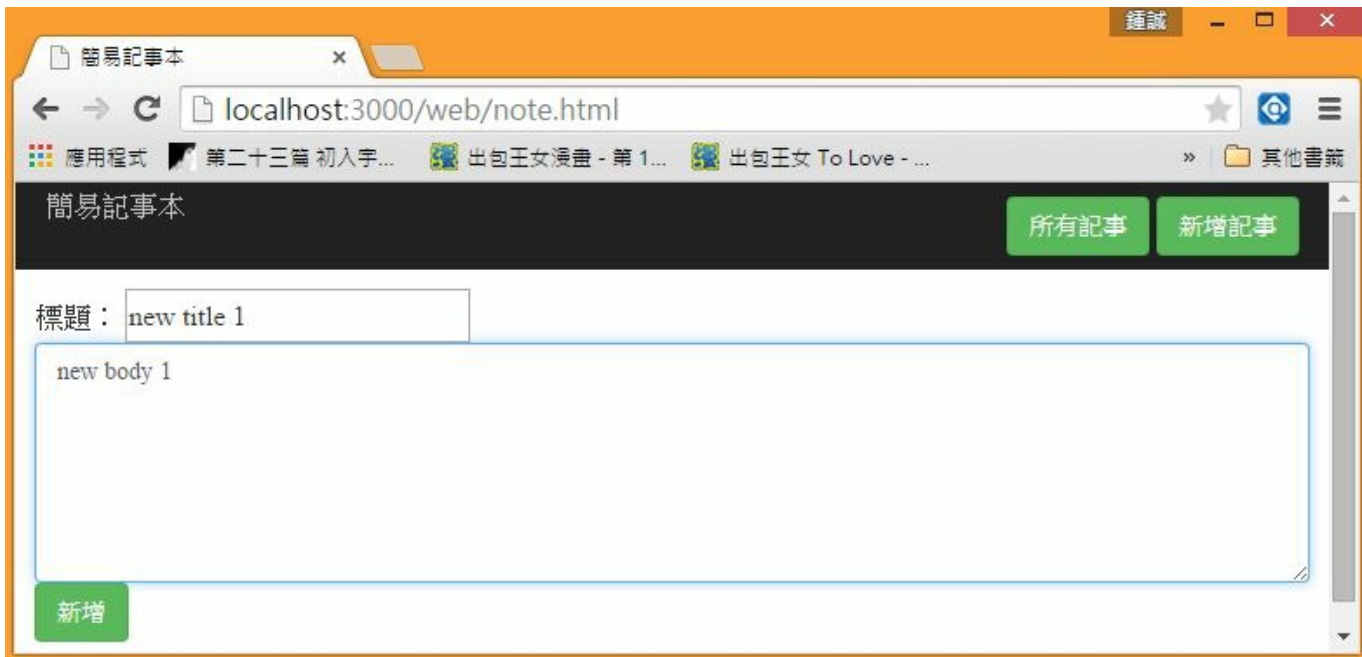 鍾誠
簡易記事本
localhost:3000/web/note.html
應用程式 第二十三篇 初入宇... 出包王女漫畫 - 第 1... 出包王女 To Love - ... » 其他書籤
簡易記事本 所有記事 新增記事
標題： new title 1
new body 1
新增